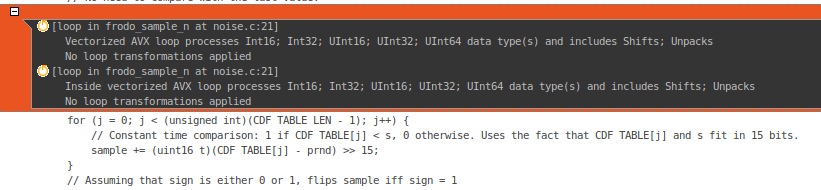 [loop in frodo_sample_n at noise.c:21]
Vectorized AVX loop processes Int16; Int32; UInt16; UInt32; UInt64 data type(s) and includes Shifts; Unpacks
No loop transformations applied
[loop in frodo_sample_n at noise.c:21]
Inside vectorized AVX loop processes Int16; Int32; UInt16; UInt32; UInt64 data type(s) and includes Shifts; Unpacks
No loop transformations applied
for (j = 0; j < (unsigned int)(CDF TABLE LEN - 1); j++) {
// Constant time comparison: 1 if CDF TABLE[j] < s, 0 otherwise. Uses the fact that CDF TABLE[j] and s fit in 15 bits.
sample += (uint16 t)(CDF TABLE[j] - prnd) >> 15;
}
// Assuming that sign is either 0 or 1, flips sample iff sign = 1